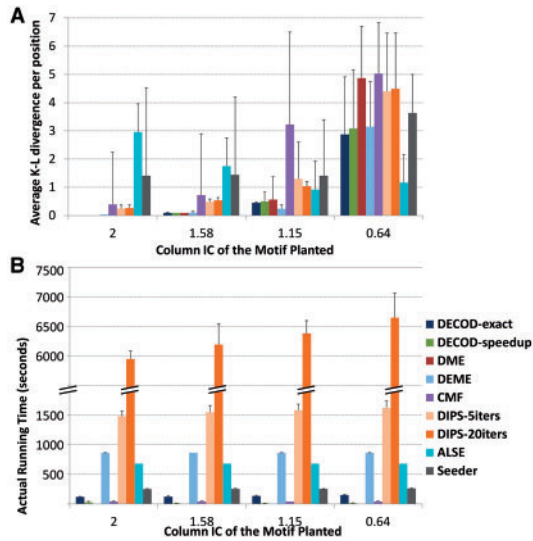 A
Average K-L divergence per position
7
6
5
4
3
2
1
0
2 1.58 1.15 0.64
Column IC of the Motif Planted
B
Actual Running Time (seconds)
7500
7000
6500
6000
1500
1000
500
2 1.58 1.15 0.64
Column IC of the Motif Planted
DECOD-exact
DECOD-speedup
DME
DEME
CMF
DIPS-5iters
DIPS-20iters
ALSE
Seeder